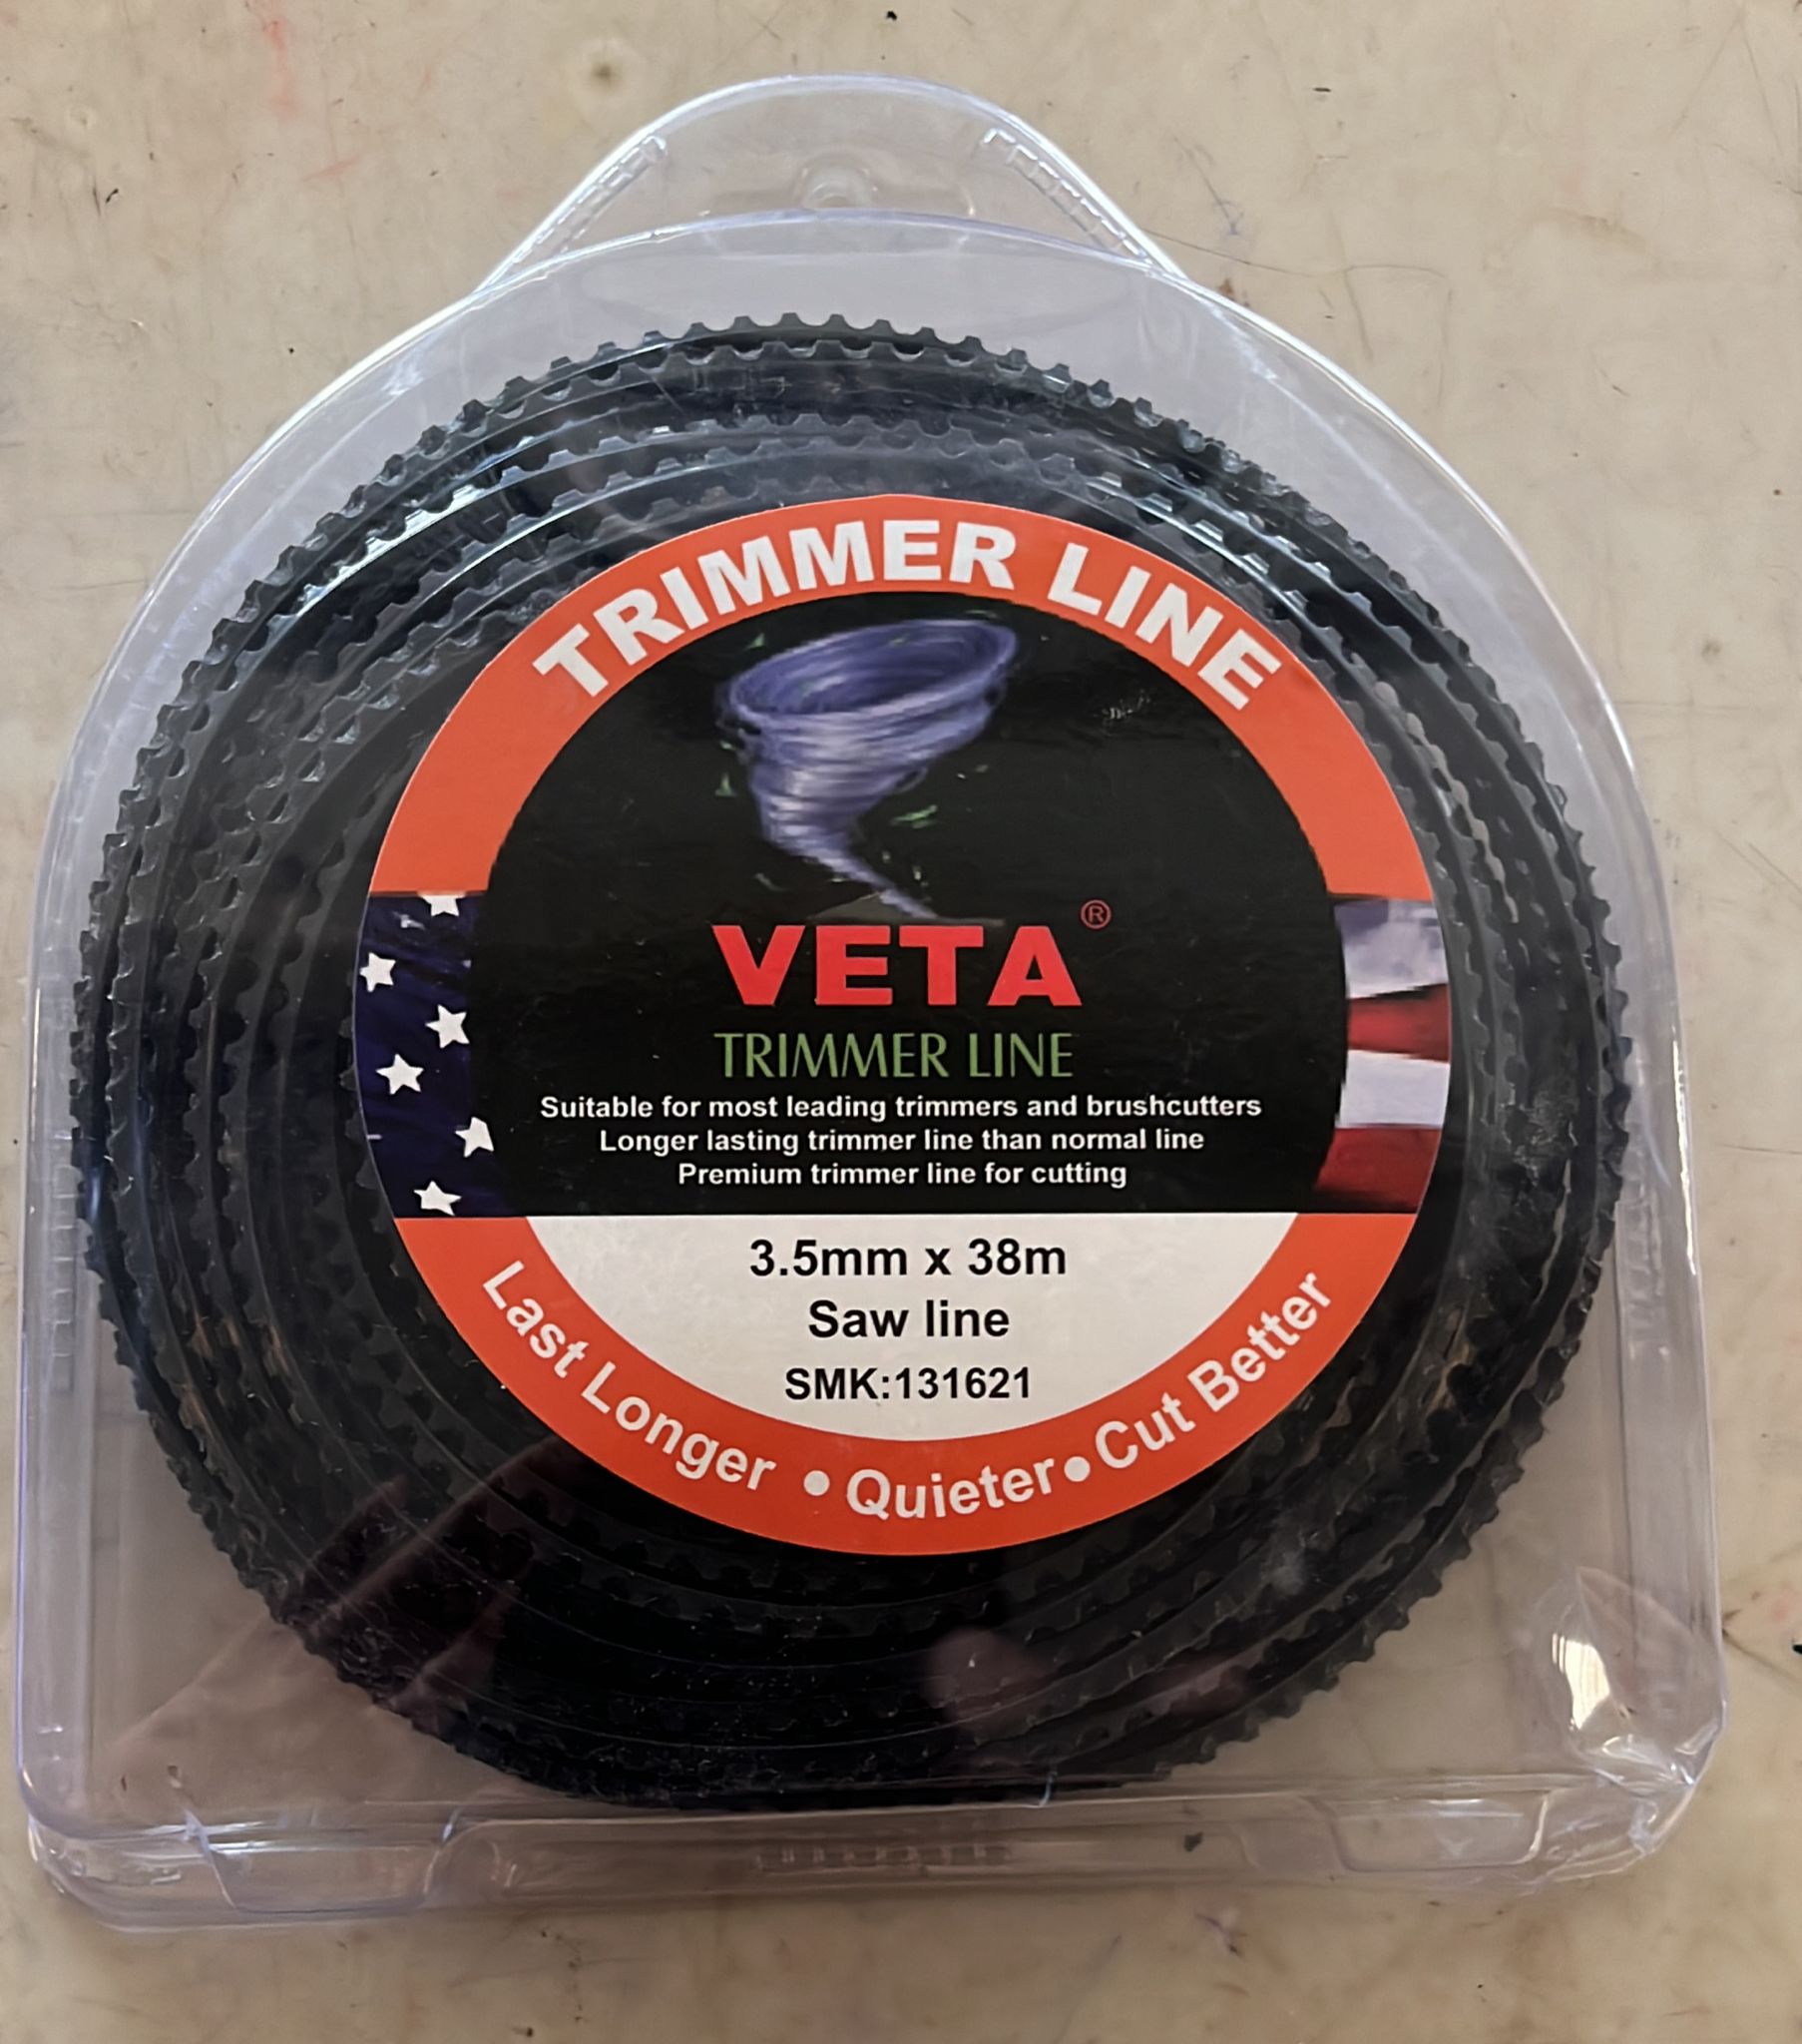 TRIMMER LINE
VETA®
TRIMMER LINE
Suitable for most leading trimmers and brushcutters
Longer lasting trimmer line than normal line
Premium trimmer line for cutting
3.5mm x 38m
Saw line
SMK:131621
Last Longer • Quieter • Cut Better